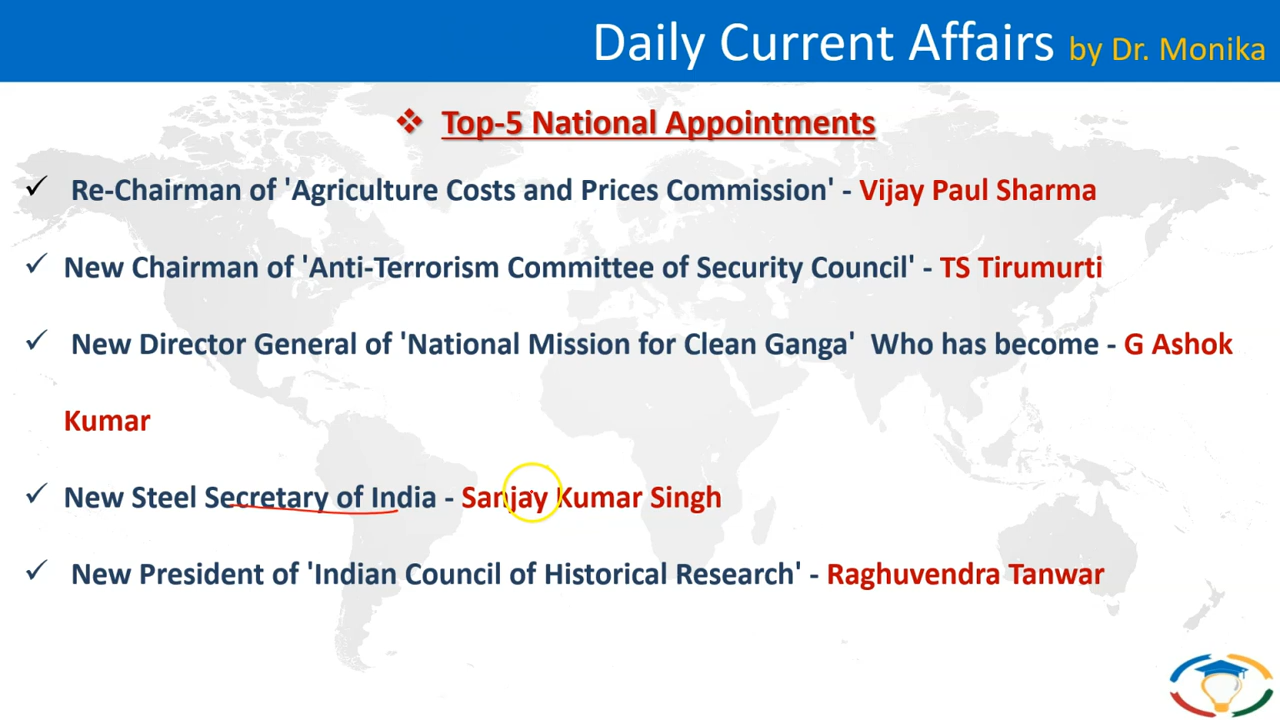 Daily Current Affairs by Dr. Monika
❖ Top-5 National Appointments
✓ Re-Chairman of 'Agriculture Costs and Prices Commission' - Vijay Paul Sharma
✓ New Chairman of 'Anti-Terrorism Committee of Security Council' - TS Tirumurti
✓ New Director General of 'National Mission for Clean Ganga' Who has become - G Ashok
Kumar
✓ New Steel Secretary of India - Sanjay Kumar Singh
✓ New President of 'Indian Council of Historical Research' - Raghuvendra Tanwar